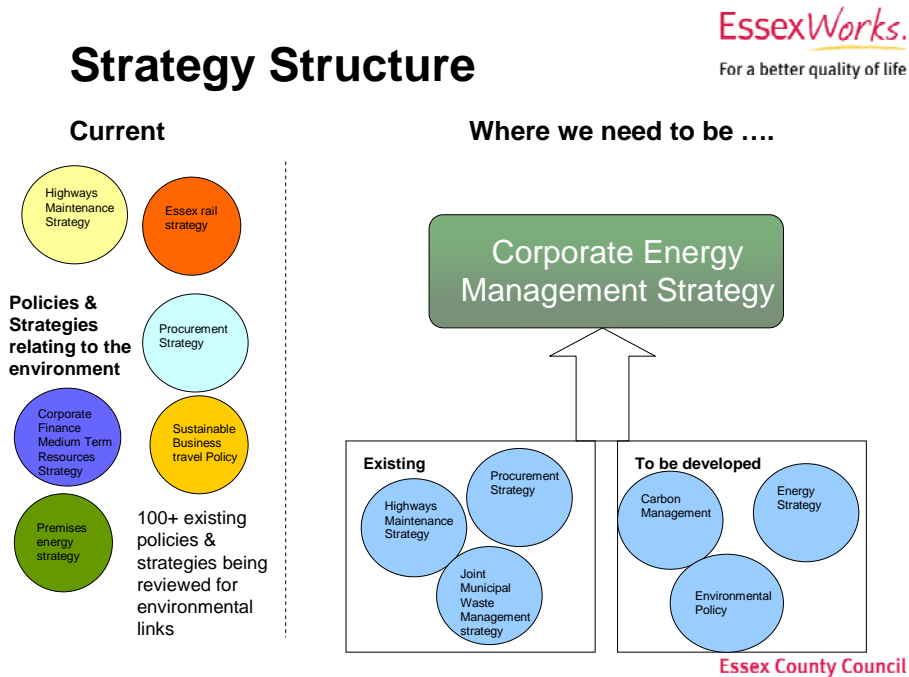 EssexWorks.
For a better quality of life
Strategy Structure
Current
Where we need to be ….
Highways
Maintenance
Strategy
Essex rail
strategy
Policies &
Strategies
relating to the
environment
Procurement
Strategy
Corporate
Finance
Medium Term
Resources
Strategy
Sustainable
Business
travel Policy
Premises
energy
strategy
100+ existing
policies &
strategies being
reviewed for
environmental
links
Corporate Energy
Management Strategy
Existing
Procurement
Strategy
Highways
Maintenance
Strategy
Joint
Municipal
Waste
Management
strategy
To be developed
Carbon
Management
Energy
Strategy
Environmental
Policy
Essex County Council